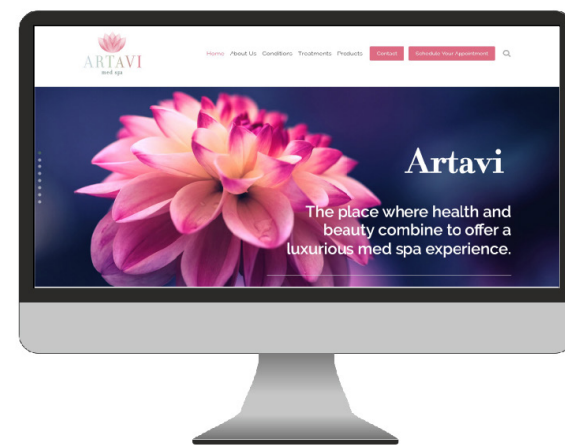 ARTAVI
med spa
Home About Us Conditions Treatments Products Contact Schedule Your Appointment
Artavi
The place where health and
beauty combine to offer a
luxurious med spa experience.